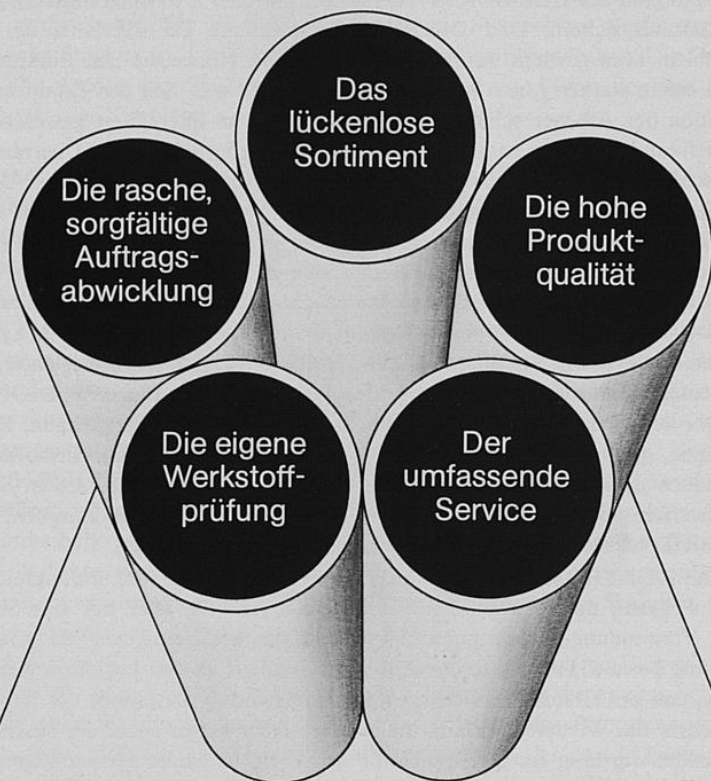 Das
lückenlose
Sortiment
Die rasche,
sorgfältige
Auftrags-
abwicklung
Die hohe
Produkt-
qualität
Die eigene
Werkstoff-
prüfung
Der
umfassende
Service